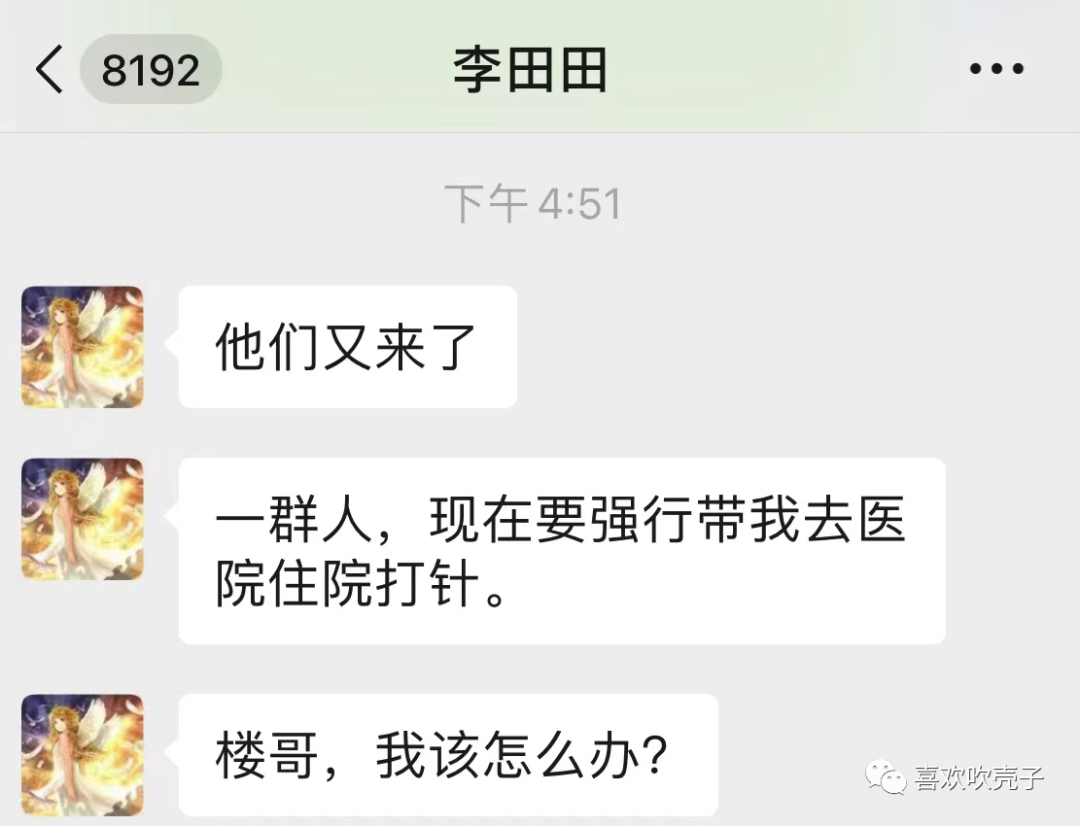 8192
李田田
下午 4:51
他们又来了
一群人，现在要强行带我去医
院住院打针。
楼哥，我该怎么办？
喜欢吹壳子